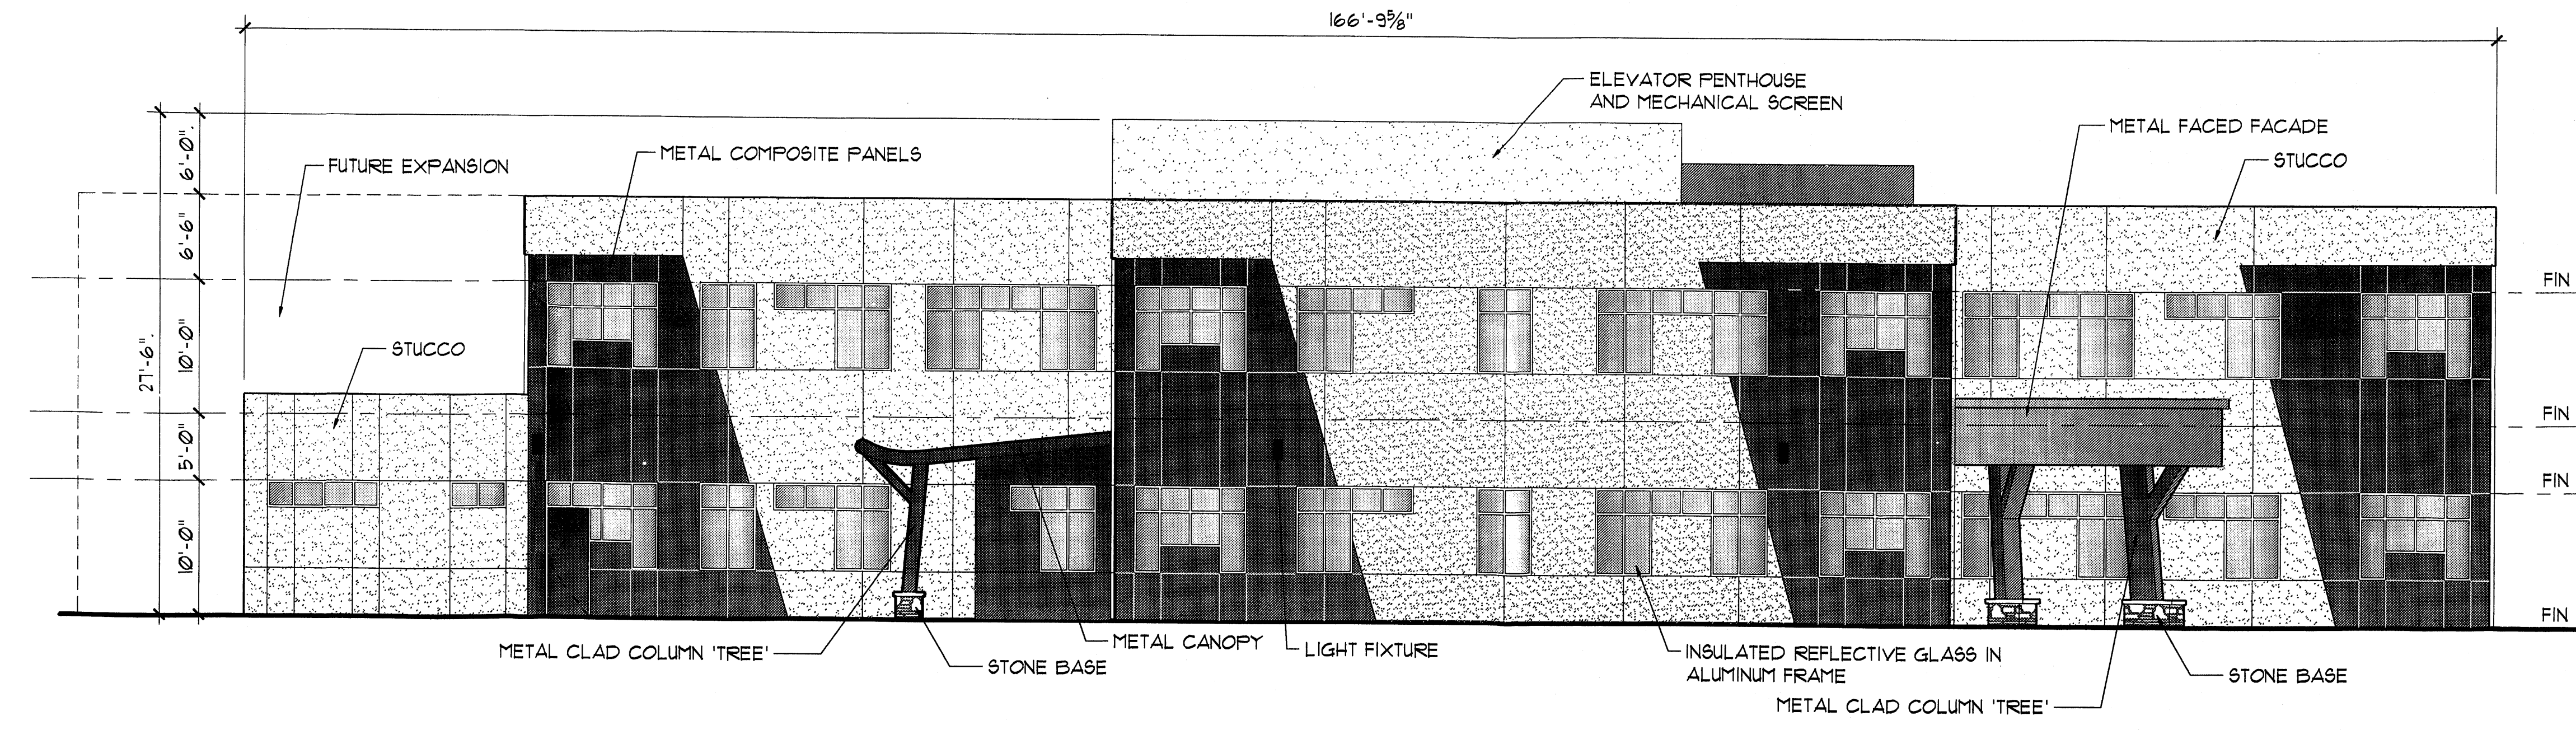 166'-9⅝"
ELEVATOR PENTHOUSE
AND MECHANICAL SCREEN
METAL FACED FACADE
STUCCO
METAL COMPOSITE PANELS
FUTURE EXPANSION
STUCCO
6'-0".
6'-6"
10'-0"
5'-0"
10'-0"
27'-6".
FIN
FIN
FIN
FIN
METAL CLAD COLUMN 'TREE'
STONE BASE
METAL CANOPY
LIGHT FIXTURE
INSULATED REFLECTIVE GLASS IN
ALUMINUM FRAME
METAL CLAD COLUMN 'TREE'
STONE BASE